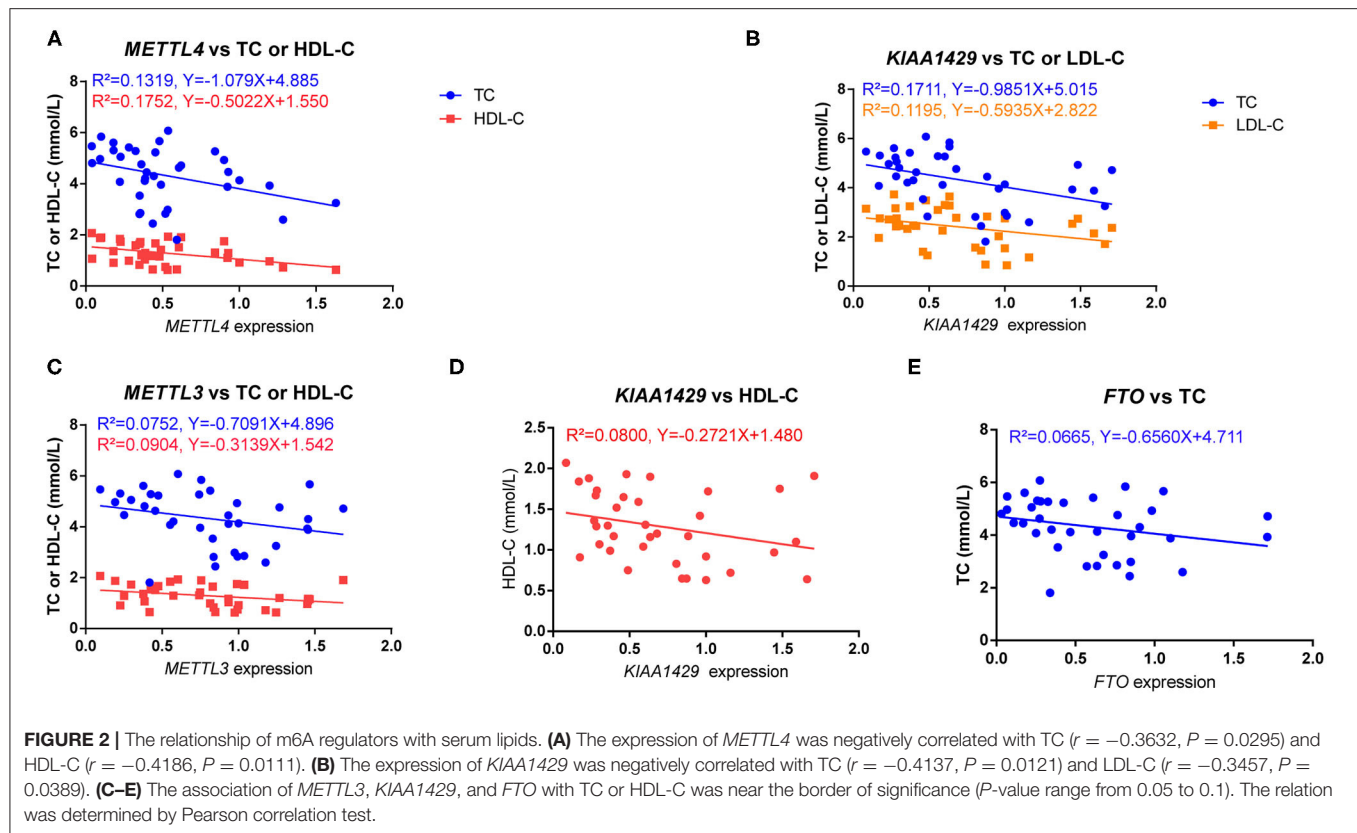 A
METTL4 vs TC or HDL-C
R²=0.1319, Y=-1.079X+4.885
R²=0.1752, Y=-0.5022X+1.550
TC
HDL-C
TC or HDL-C (mmol/L)
8
6
4
2
0
0.0 0.5 1.0 1.5 2.0
METTL4 expression
B
KIAA1429 vs TC or LDL-C
R²=0.1711, Y=-0.9851X+5.015
R²=0.1195, Y=-0.5935X+2.822
TC
LDL-C
TC or LDL-C (mmol/L)
8
6
4
2
0
0.0 0.5 1.0 1.5 2.0
KIAA1429 expression
C
METTL3 vs TC or HDL-C
R²=0.0752, Y=-0.7091X+4.896
R²=0.0904, Y=-0.3139X+1.542
TC or HDL-C (mmol/L)
8
6
4
2
0
0.0 0.5 1.0 1.5 2.0
METTL3 expression
D
KIAA1429 vs HDL-C
R²=0.0800, Y=-0.2721X+1.480
HDL-C (mmol/L)
2.5
2.0
1.5
1.0
0.5
0.0
0.0 0.5 1.0 1.5 2.0
KIAA1429 expression
E
FTO vs TC
R²=0.0665, Y=-0.6560X+4.711
TC (mmol/L)
8
6
4
2
0
0.0 0.5 1.0 1.5 2.0
FTO expression
FIGURE 2 | The relationship of m6A regulators with serum lipids. (A) The expression of METTL4 was negatively correlated with TC (r = −0.3632, P = 0.0295) and
HDL-C (r = −0.4186, P = 0.0111). (B) The expression of KIAA1429 was negatively correlated with TC (r = −0.4137, P = 0.0121) and LDL-C (r = −0.3457, P =
0.0389). (C–E) The association of METTL3, KIAA1429, and FTO with TC or HDL-C was near the border of significance (P-value range from 0.05 to 0.1). The relation
was determined by Pearson correlation test.